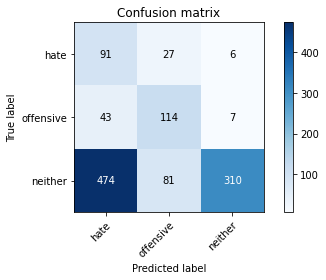 Confusion matrix
hate 91 27 6
offensive 43 114 7
neither 474 81 310
hate offensive neither
True label
Predicted label
400
300
200
100